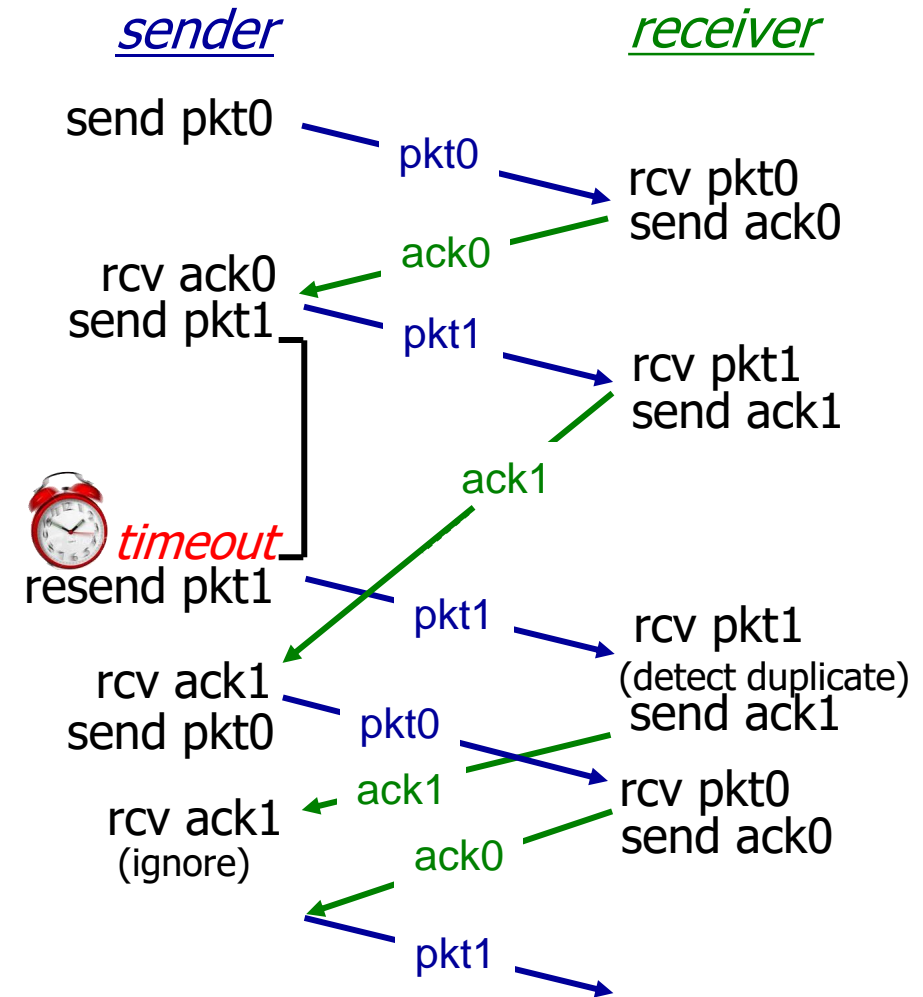 sender
receiver
send pkt0
pkt0
rcv pkt0
send ack0
ack0
rcv ack0
send pkt1
pkt1
rcv pkt1
send ack1
ack1
timeout
resend pkt1
pkt1
rcv pkt1
(detect duplicate)
send ack1
rcv ack1
send pkt0
pkt0
ack1
rcv pkt0
send ack0
rcv ack1
(ignore)
ack0
pkt1